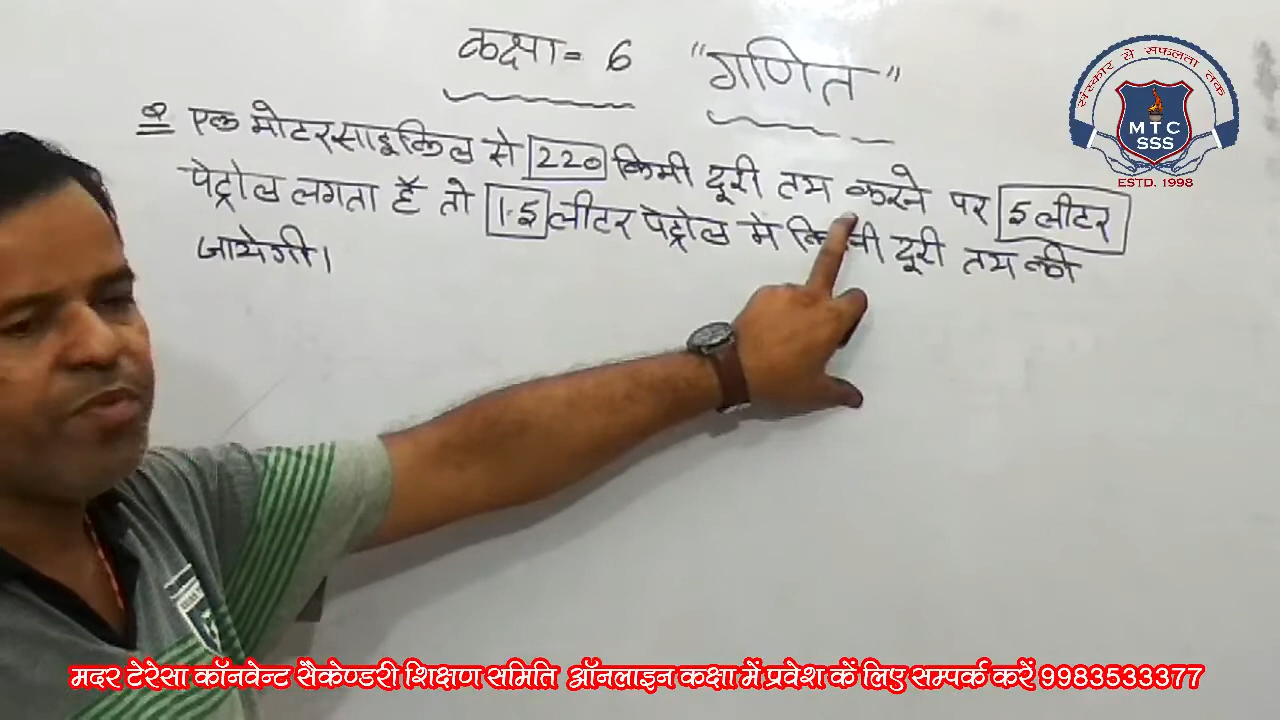 कक्षा = 6 "गणित"
Q एक मोटरसाइकिल से 220 किमी दूरी तय करने पर 5 लीटर
पेट्रोल लगता है तो 1.5 लीटर पेट्रोल में दूरी तय की
जायेगी।
संस्कार से सफलता तक
MTC
SSS
ESTD. 1998
मदर टेरेसा कॉनवेन्ट सैकेण्डरी शिक्षण समिति ऑनलाइन कक्षा में प्रवेश कें लिए सम्पर्क करें 9983533377